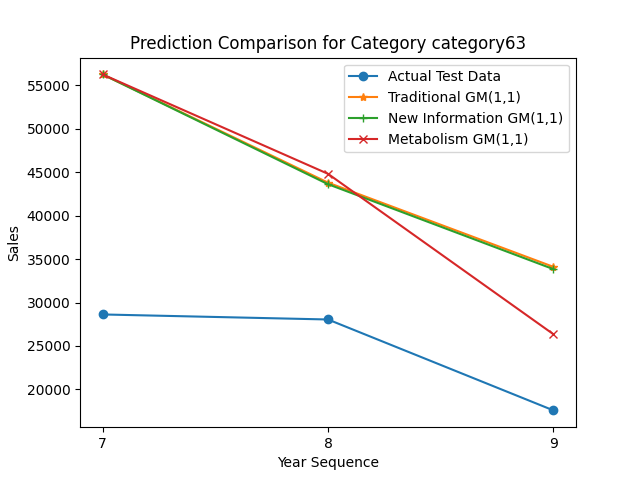 Prediction Comparison for Category category63
Actual Test Data
Traditional GM(1,1)
New Information GM(1,1)
Metabolism GM(1,1)
Sales
55000
50000
45000
40000
35000
30000
25000
20000
7
8
9
Year Sequence